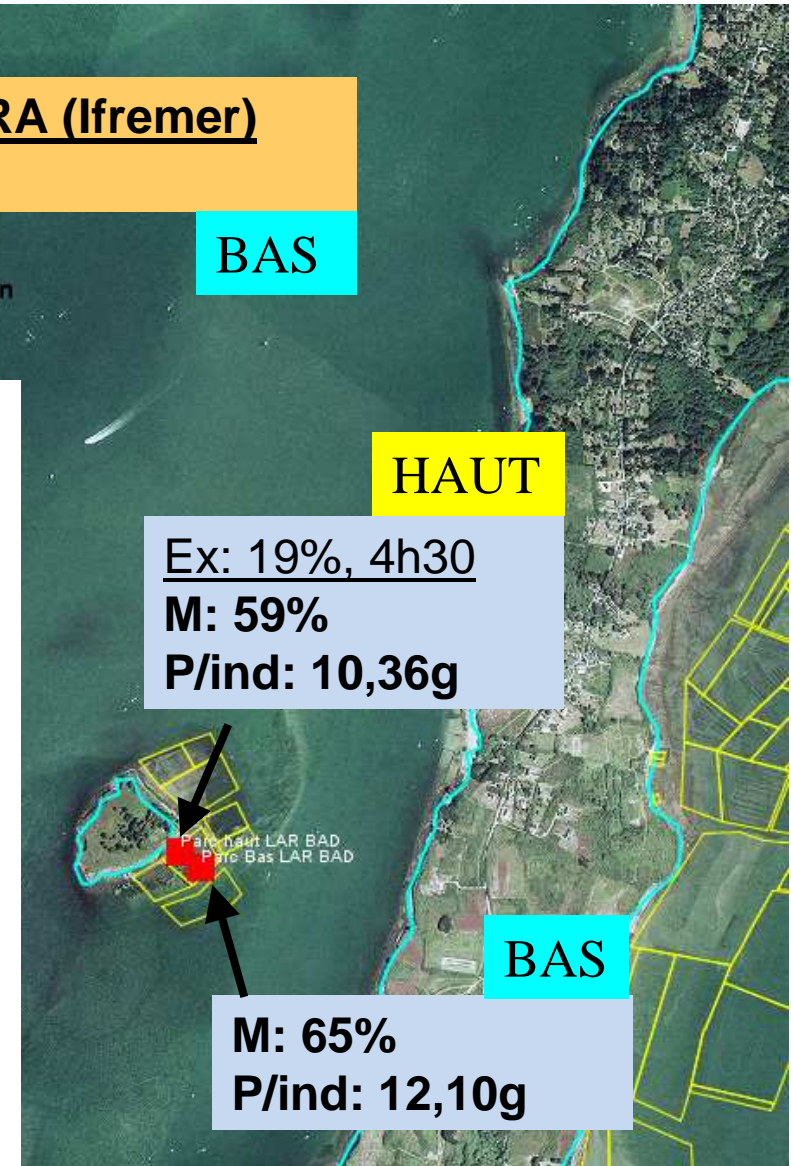 RA (Ifremer)
BAS
n
HAUT
Ex: 19%, 4h30
M: 59%
P/ind: 10,36g
Parc haut LAR BAD
Parc Bas LAR BAD
BAS
M: 65%
P/ind: 12,10g